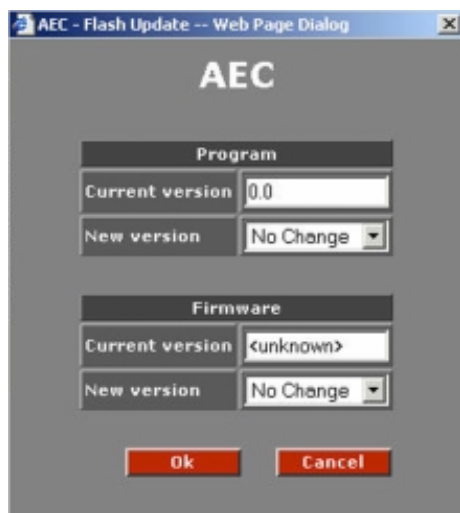 AEC - Flash Update -- Web Page Dialog
AEC
Program
Current version 0.0
New version No Change
Firmware
Current version <unknown>
New version No Change
Ok Cancel